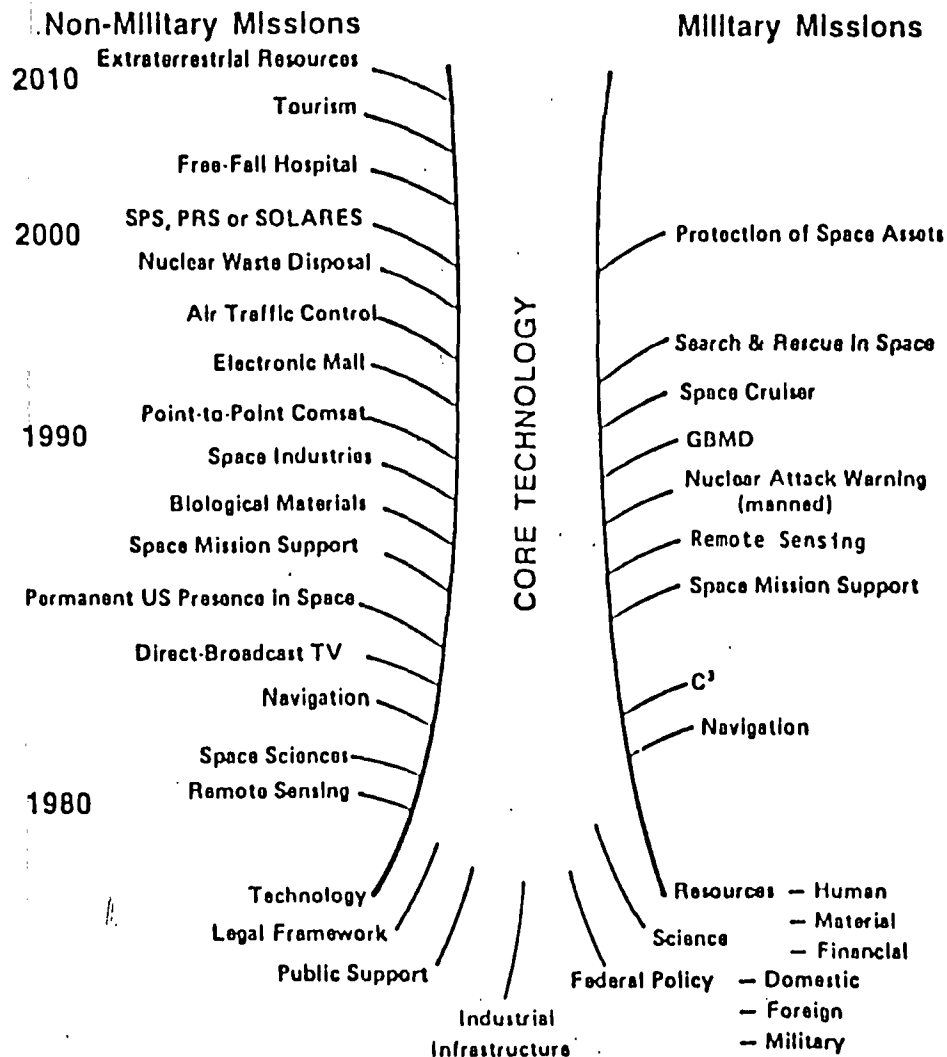 Non-Military Missions
Military Missions
2010
Extraterrestrial Resources
Tourism
Free-Fall Hospital
2000
SPS, PRS or SOLARES
Nuclear Waste Disposal
Air Traffic Control
Electronic Mail
1990
Point-to-Point Comsat
Space Industries
Biological Materials
Space Mission Support
Permanent US Presence in Space
Direct-Broadcast TV
Navigation
Space Sciences
1980
Remote Sensing
CORE TECHNOLOGY
Protection of Space Assets
Search & Rescue in Space
Space Cruiser
GBMD
Nuclear Attack Warning
(manned)
Remote Sensing
Space Mission Support
C³
Navigation
Technology
Legal Framework
Public Support
Industrial
Infrastructure
Federal Policy – Domestic
– Foreign
– Military
Science
Resources – Human
– Material
– Financial